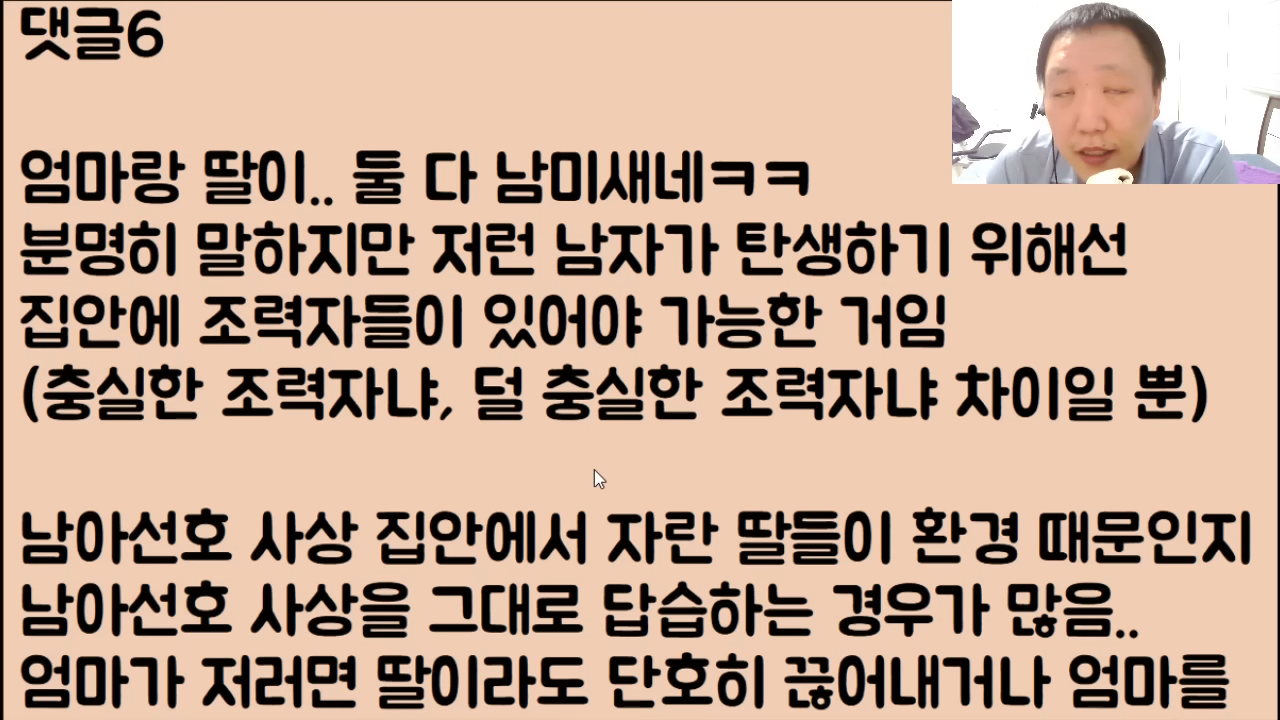 댓글6
엄마랑 딸이.. 둘 다 남미새네ㅋㅋ
분명히 말하지만 저런 남자가 탄생하기 위해선
집안에 조력자들이 있어야 가능한 거임
(충실한 조력자냐, 덜 충실한 조력자냐 차이일 뿐)
남아선호 사상 집안에서 자란 딸들이 환경 때문인지
남아선호 사상을 그대로 답습하는 경우가 많음..
엄마가 저러면 딸이라도 단호히 끊어내거나 엄마를